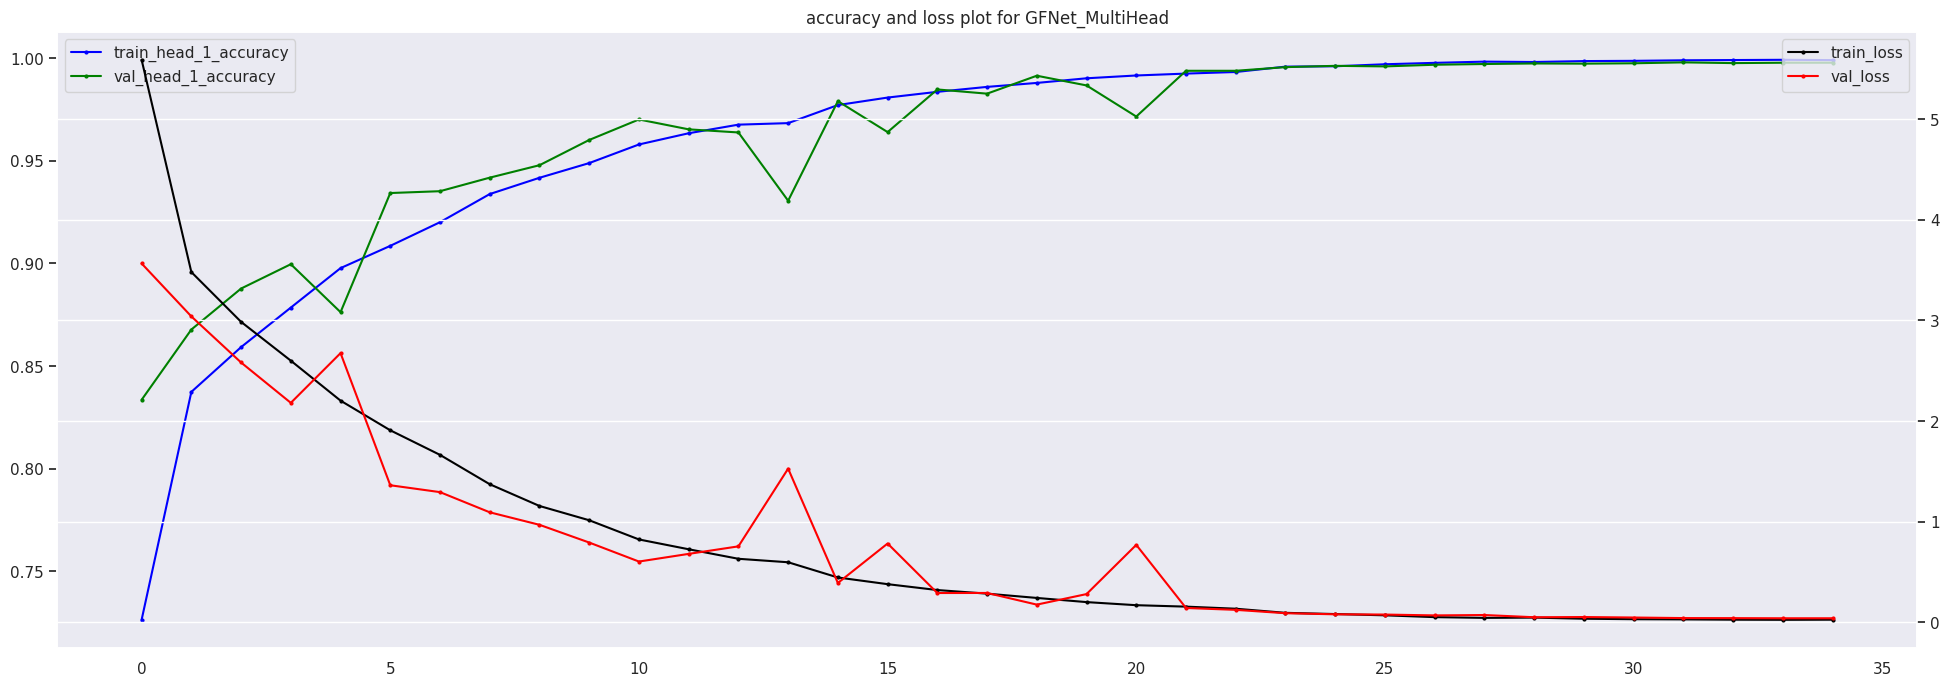 accuracy and loss plot for GFNet_MultiHead
train_head_1_accuracy
val_head_1_accuracy
train_loss
val_loss
1.00
0.95
0.90
0.85
0.80
0.75
5
4
3
2
1
0
0 5 10 15 20 25 30 35